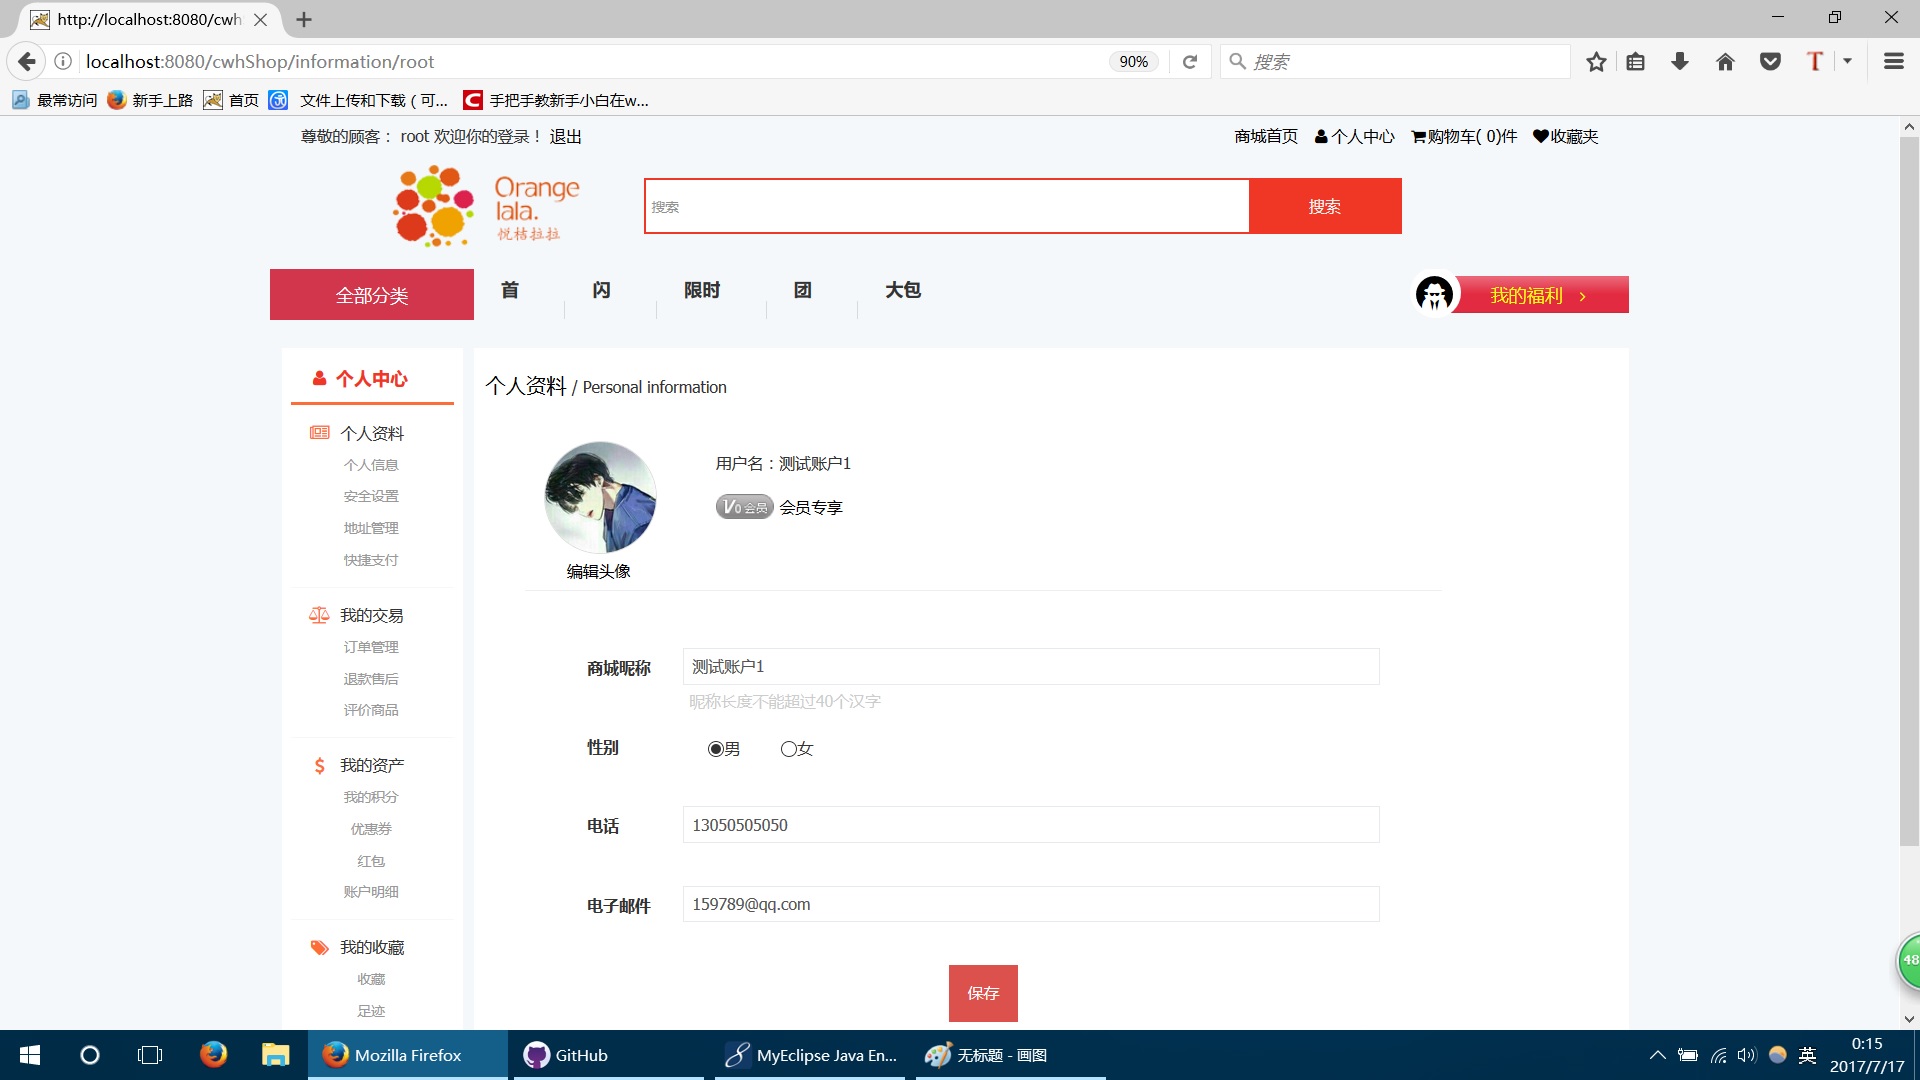 http://localhost:8080/cwh
localhost:8080/cwhShop/information/root
90%
搜索
最常访问
新手上路
首页
文件上传和下载（可...
手把手教新手小白在w...
尊敬的顾客： root 欢迎你的登录！ 退出
商城首页 个人中心 购物车( 0)件 收藏夹
Orange
lala.
悦桔拉拉
搜索
搜索
全部分类
首
闪
限时
团
大包
我的福利 >
个人中心
个人资料
个人信息
安全设置
地址管理
快捷支付
我的交易
订单管理
退款售后
评价商品
我的资产
我的积分
优惠券
红包
账户明细
我的收藏
收藏
足迹
个人资料 / Personal information
用户名：测试账户1
V0会员 会员专享
编辑头像
商城昵称
测试账户1
昵称长度不能超过40个汉字
性别
男
女
电话
13050505050
电子邮件
159789@qq.com
保存
48
Mozilla Firefox
GitHub
MyEclipse Java En...
无标题 - 画图
英
0:15
2017/7/17